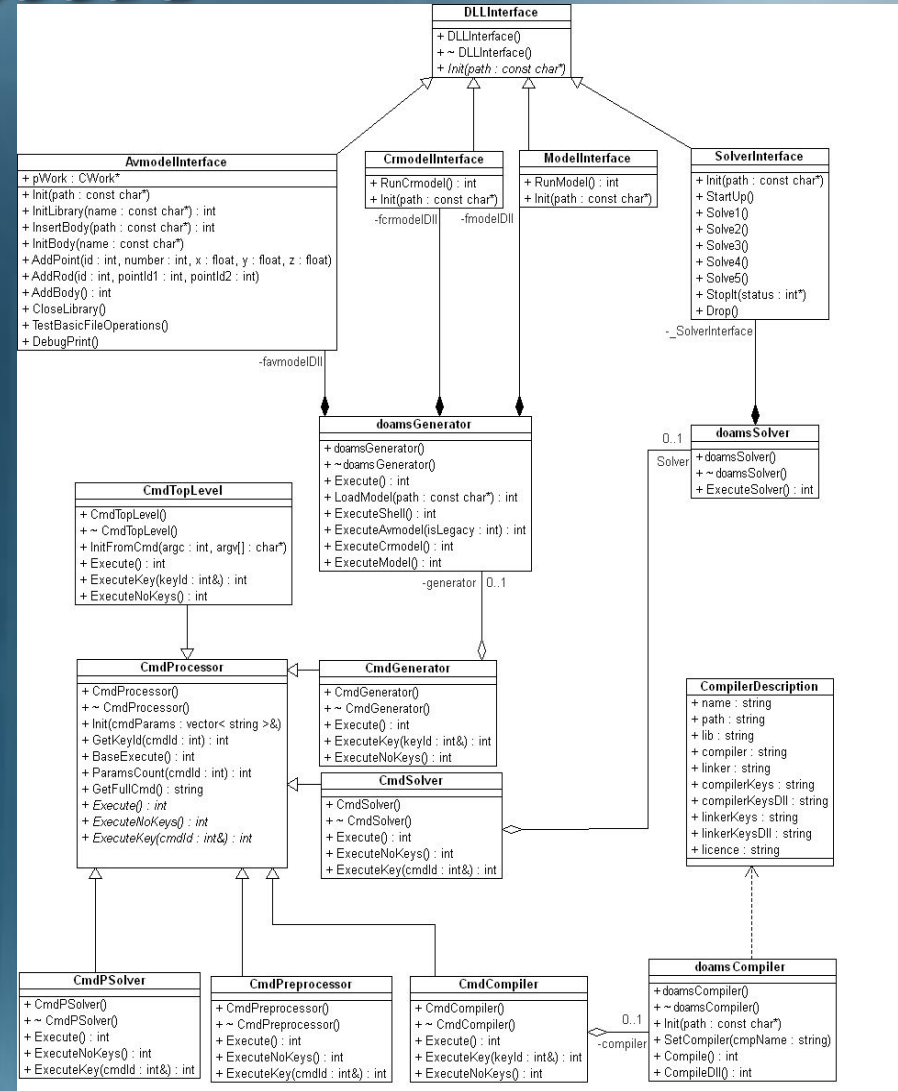 DLLInterface
+ DLLInterface()
+ ~ DLLInterface()
+ Init(path : const char*)
AvmodelInterface
+ pWork : CWork*
+ Init(path : const char*)
+ InitLibrary(name : const char*) : int
+ InsertBody(path : const char*) : int
+ InitBody(name : const char*)
+ AddPoint(id : int, number : int, x : float, y : float, z : float)
+ AddRod(id : int, pointId1 : int, pointId2 : int)
+ AddBody() : int
+ CloseLibrary()
+ TestBasicFileOperations()
+ DebugPrint()
CrmodelInterface
+ RunCrmodel() : int
+ Init(path : const char*)
ModelInterface
+ RunModel() : int
+ Init(path : const char*)
SolverInterface
+ Init(path : const char*)
+ StartUp()
+ Solve1()
+ Solve2()
+ Solve3()
+ Solve4()
+ Solve5()
+ StopIt(status : int*)
+ Drop()
-fcrmodelDll
-fmodelDll
-_SolverInterface
-favmodelDll
doamsGenerator
+ doamsGenerator()
+ ~doamsGenerator()
+ Execute() : int
+ LoadModel(path : const char*) : int
+ ExecuteShell() : int
+ ExecuteAvmodel(isLegacy : int) : int
+ ExecuteCrmodel() : int
+ ExecuteModel() : int
doamsSolver
+ doamsSolver()
+ ~ doamsSolver()
+ ExecuteSolver() : int
0..1
Solver
CmdTopLevel
+ CmdTopLevel()
+ ~ CmdTopLevel()
+ InitFromCmd(argc : int, argv[] : char*)
+ Execute() : int
+ ExecuteKey(keyId : int&) : int
+ ExecuteNoKeys() : int
-generator 0..1
CmdProcessor
+ CmdProcessor()
+ ~ CmdProcessor()
+ Init(cmdParams : vector< string >&)
+ GetKeyId(cmdId : int) : int
+ BaseExecute() : int
+ ParamsCount(cmdId : int) : int
+ GetFullCmd() : string
+ Execute() : int
+ ExecuteNoKeys() : int
+ ExecuteKey(cmdId : int&) : int
CmdGenerator
+ CmdGenerator()
+ ~ CmdGenerator()
+ Execute() : int
+ ExecuteKey(keyId : int&) : int
+ ExecuteNoKeys() : int
CmdSolver
+ CmdSolver()
+ ~ CmdSolver()
+ Execute() : int
+ ExecuteNoKeys() : int
+ ExecuteKey(cmdId : int&) : int
CompilerDescription
+ name : string
+ path : string
+ lib : string
+ compiler : string
+ linker : string
+ compilerKeys : string
+ compilerKeysDll : string
+ linkerKeys : string
+ linkerKeysDll : string
+ licence : string
CmdPSolver
+ CmdPSolver()
+ ~ CmdPSolver()
+ Execute() : int
+ ExecuteNoKeys() : int
+ ExecuteKey(cmdId : int&) : int
CmdPreprocessor
+ CmdPreprocessor()
+ ~ CmdPreprocessor()
+ Execute() : int
+ ExecuteNoKeys() : int
+ ExecuteKey(cmdId : int&) : int
CmdCompiler
+ CmdCompiler()
+ ~ CmdCompiler()
+ Execute() : int
+ ExecuteKey(keyId : int&) : int
+ ExecuteNoKeys() : int
0..1
-compiler
doamsCompiler
+ doamsCompiler()
+ ~ doamsCompiler()
+ Init(path : const char*)
+ SetCompiler(cmpName : string)
+ Compile() : int
+ CompileDll() : int